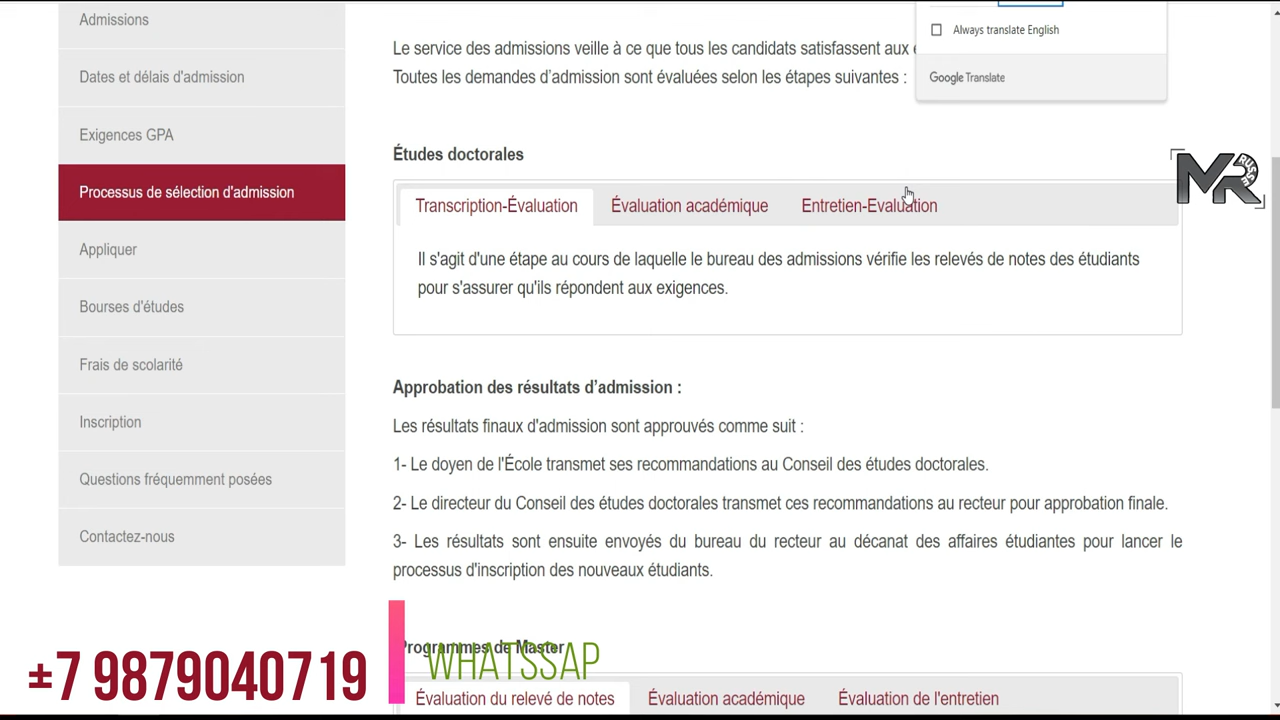 Admissions
Dates et délais d'admission
Exigences GPA
Processus de sélection d'admission
Appliquer
Bourses d'études
Frais de scolarité
Inscription
Questions fréquemment posées
Contactez-nous
Always translate English
Google Translate
Le service des admissions veille à ce que tous les candidats satisfassent aux
Toutes les demandes d’admission sont évaluées selon les étapes suivantes :
Études doctorales
Transcription-Évaluation Évaluation académique Entretien-Evaluation
Il s'agit d'une étape au cours de laquelle le bureau des admissions vérifie les relevés de notes des étudiants
pour s'assurer qu'ils répondent aux exigences.
Approbation des résultats d’admission :
Les résultats finaux d'admission sont approuvés comme suit :
1- Le doyen de l'École transmet ses recommandations au Conseil des études doctorales.
2- Le directeur du Conseil des études doctorales transmet ces recommandations au recteur pour approbation finale.
3- Les résultats sont ensuite envoyés du bureau du recteur au décanat des affaires étudiantes pour lancer le
processus d'inscription des nouveaux étudiants.
Programmes de Master
Évaluation du relevé de notes Évaluation académique Évaluation de l'entretien
MR RUSSIE
±7 9879040719
WHATSSAP